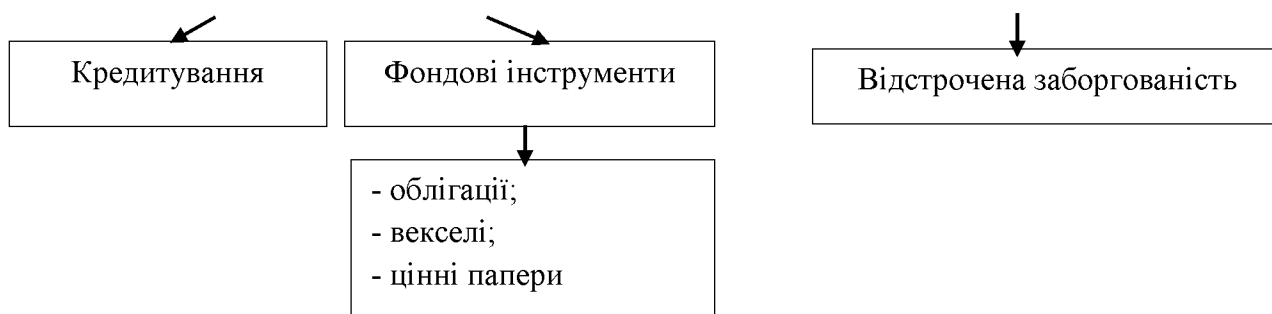 Кредитування
Фондові інструменти
Відстрочена заборгованість
- облігації;
- векселі;
- цінні папери